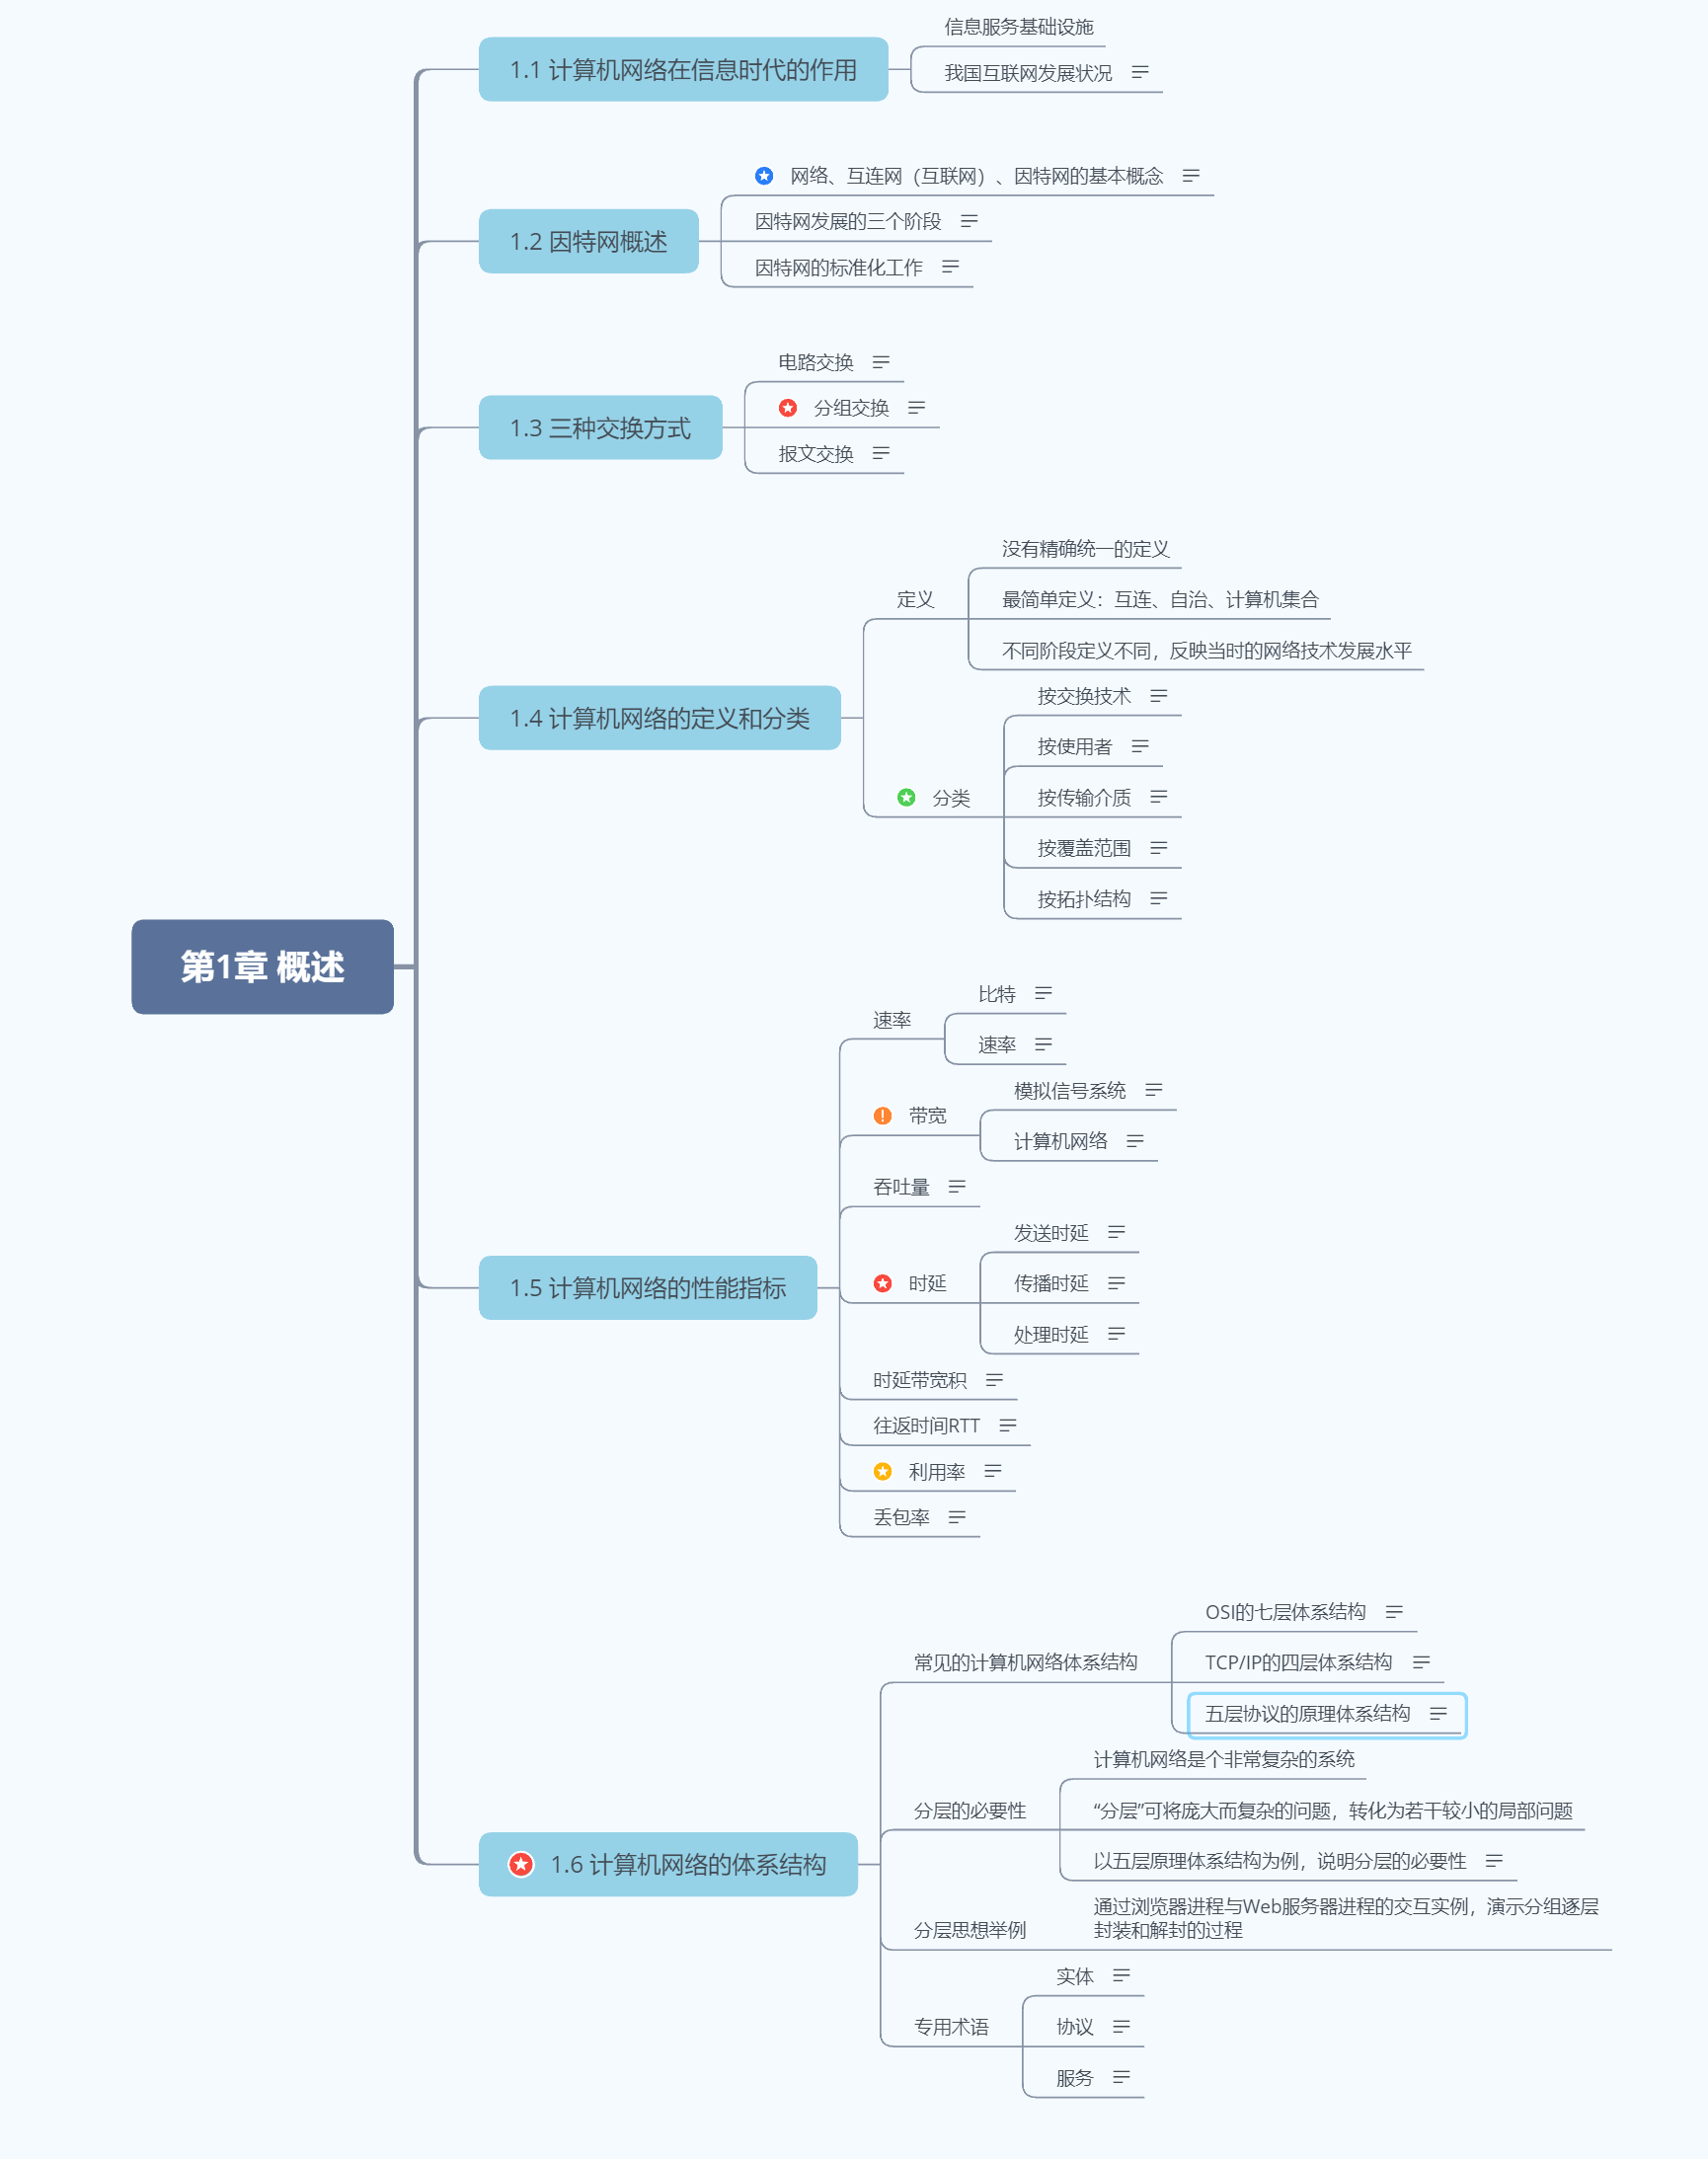 信息服务基础设施
1.1 计算机网络在信息时代的作用
我国互联网发展状况
网络、互连网（互联网）、因特网的基本概念
因特网发展的三个阶段
1.2 因特网概述
因特网的标准化工作
电路交换
分组交换
1.3 三种交换方式
报文交换
没有精确统一的定义
定义
最简单定义：互连、自治、计算机集合
不同阶段定义不同，反映当时的网络技术发展水平
按交换技术
1.4 计算机网络的定义和分类
按使用者
分类
按传输介质
按覆盖范围
按拓扑结构
第1章 概述
比特
速率
速率
模拟信号系统
带宽
计算机网络
吞吐量
发送时延
1.5 计算机网络的性能指标
时延
传播时延
处理时延
时延带宽积
往返时间RTT
利用率
丢包率
OSI的七层体系结构
常见的计算机网络体系结构
TCP/IP的四层体系结构
五层协议的原理体系结构
计算机网络是个非常复杂的系统
分层的必要性
“分层”可将庞大而复杂的问题，转化为若干较小的局部问题
1.6 计算机网络的体系结构
以五层原理体系结构为例，说明分层的必要性
分层思想举例
通过浏览器进程与Web服务器进程的交互实例，演示分组逐层
封装和解封的过程
实体
专用术语
协议
服务